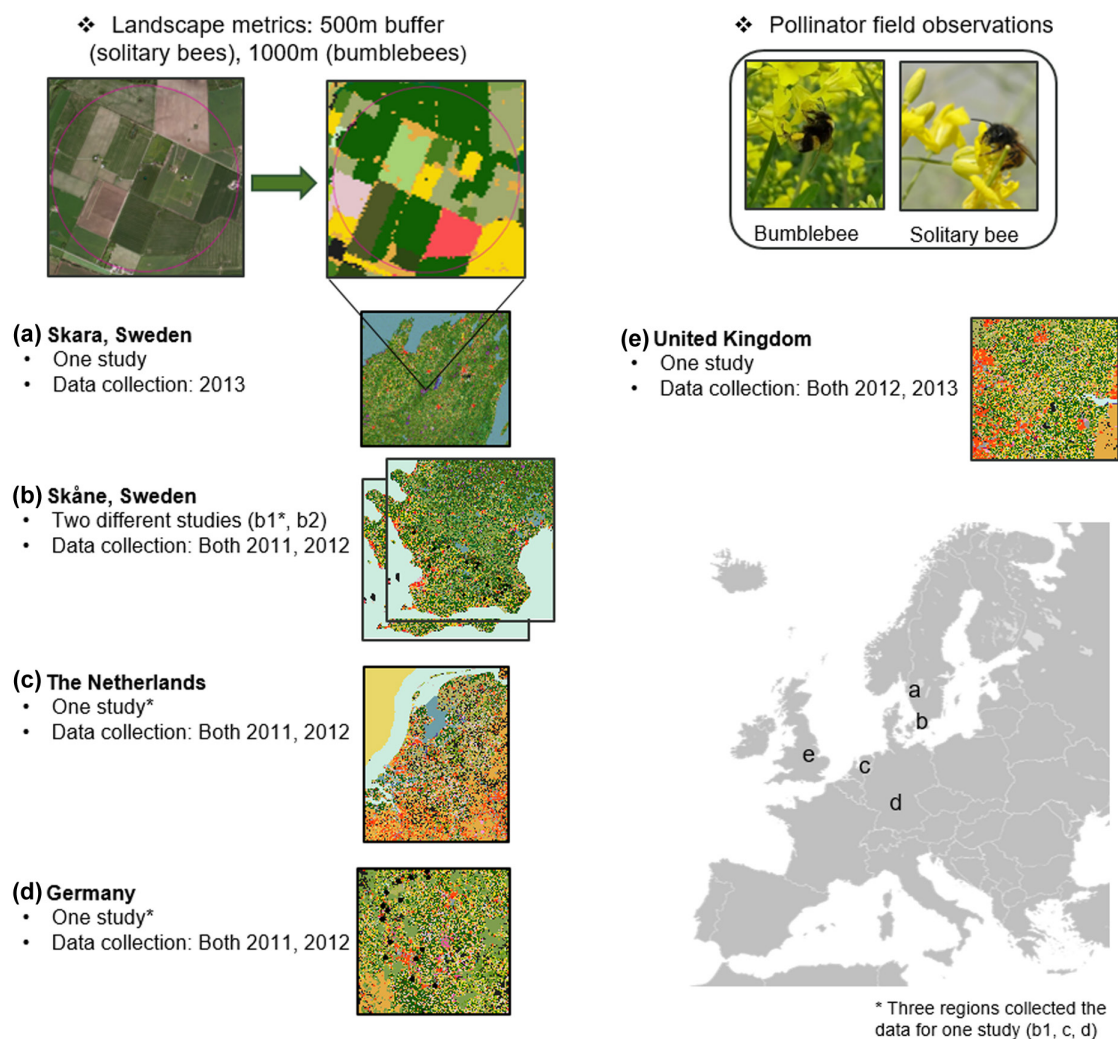 ❖ Landscape metrics: 500m buffer
(solitary bees), 1000m (bumblebees)
❖ Pollinator field observations
Bumblebee
Solitary bee
(a) Skara, Sweden
• One study
• Data collection: 2013
(b) Skåne, Sweden
• Two different studies (b1*, b2)
• Data collection: Both 2011, 2012
(c) The Netherlands
• One study*
• Data collection: Both 2011, 2012
(d) Germany
• One study*
• Data collection: Both 2011, 2012
(e) United Kingdom
• One study
• Data collection: Both 2012, 2013
a
b
e
c
d
* Three regions collected the
data for one study (b1, c, d)